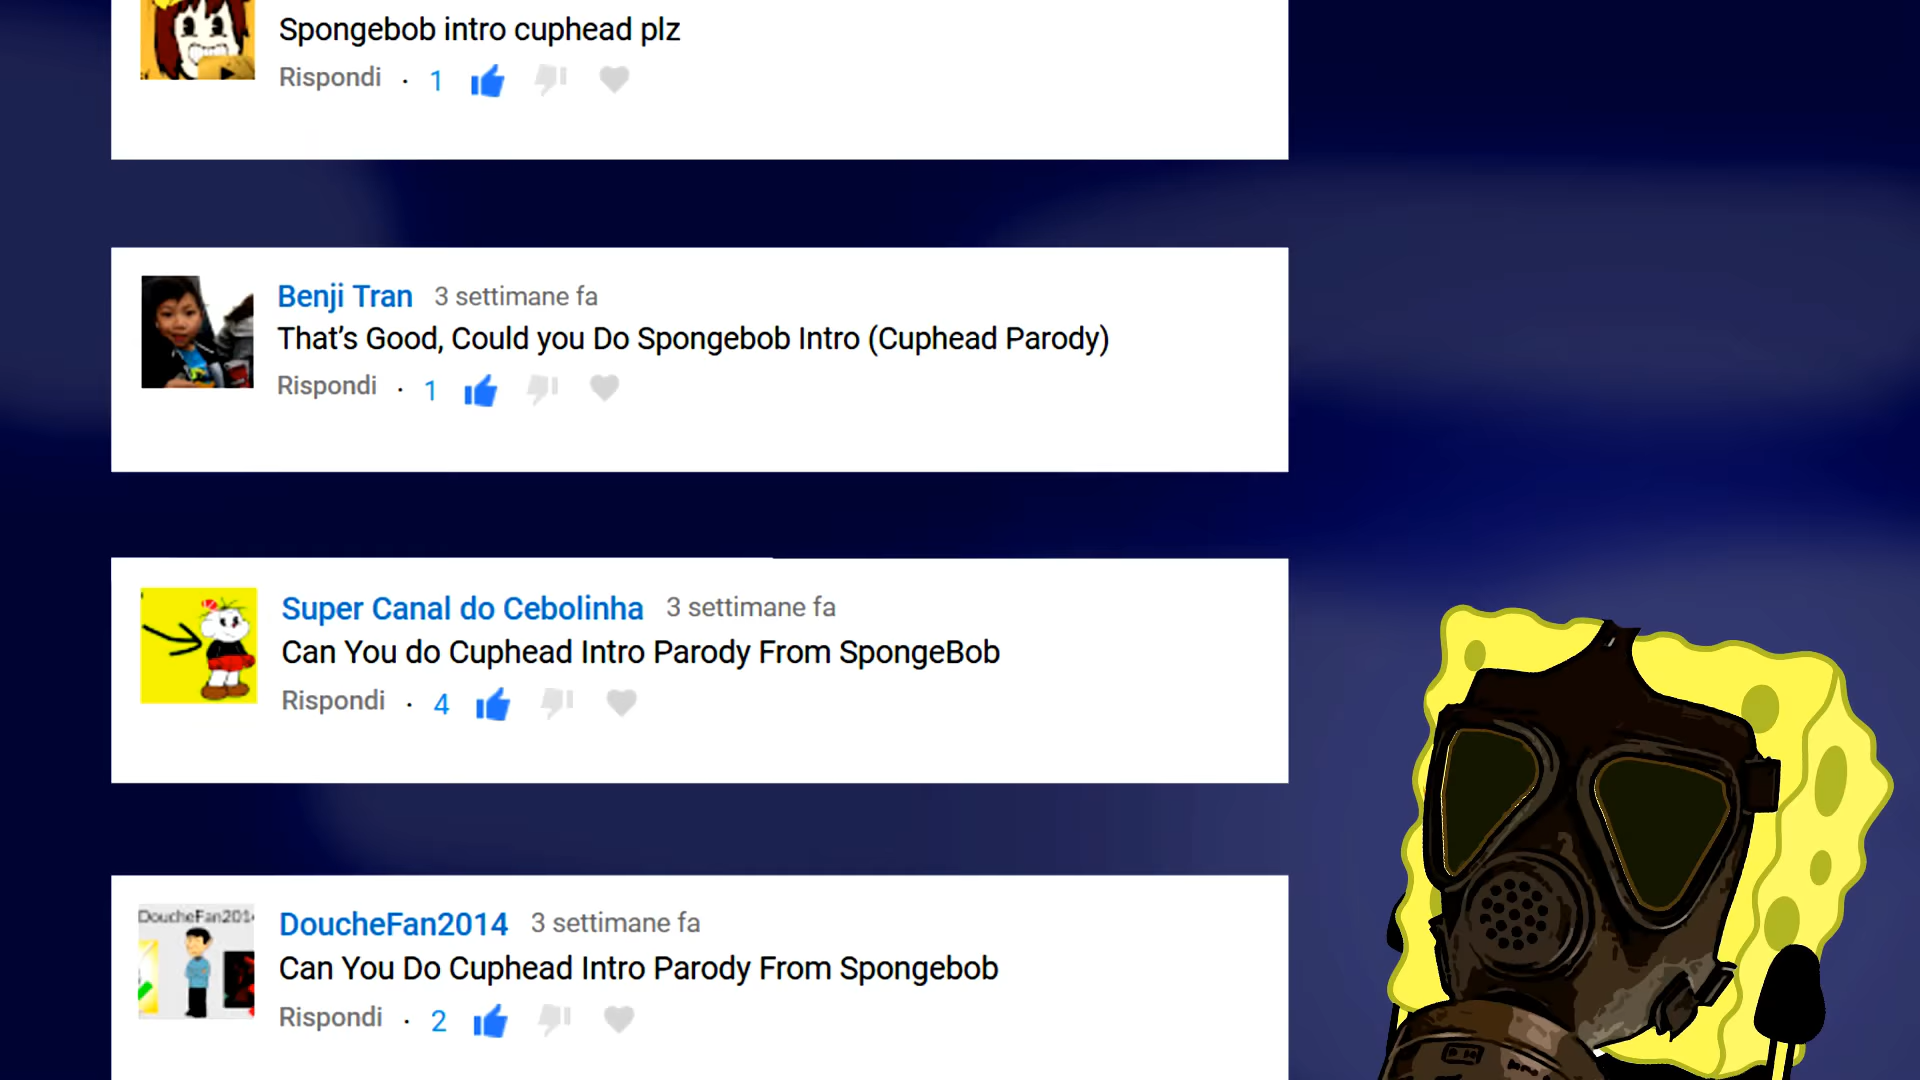 Spongebob intro cuphead plz
Rispondi · 1
Benji Tran 3 settimane fa
That’s Good, Could you Do Spongebob Intro (Cuphead Parody)
Rispondi · 1
Super Canal do Cebolinha 3 settimane fa
Can You do Cuphead Intro Parody From SpongeBob
Rispondi · 4
DoucheFan2014
DoucheFan2014 3 settimane fa
Can You Do Cuphead Intro Parody From Spongebob
Rispondi · 2